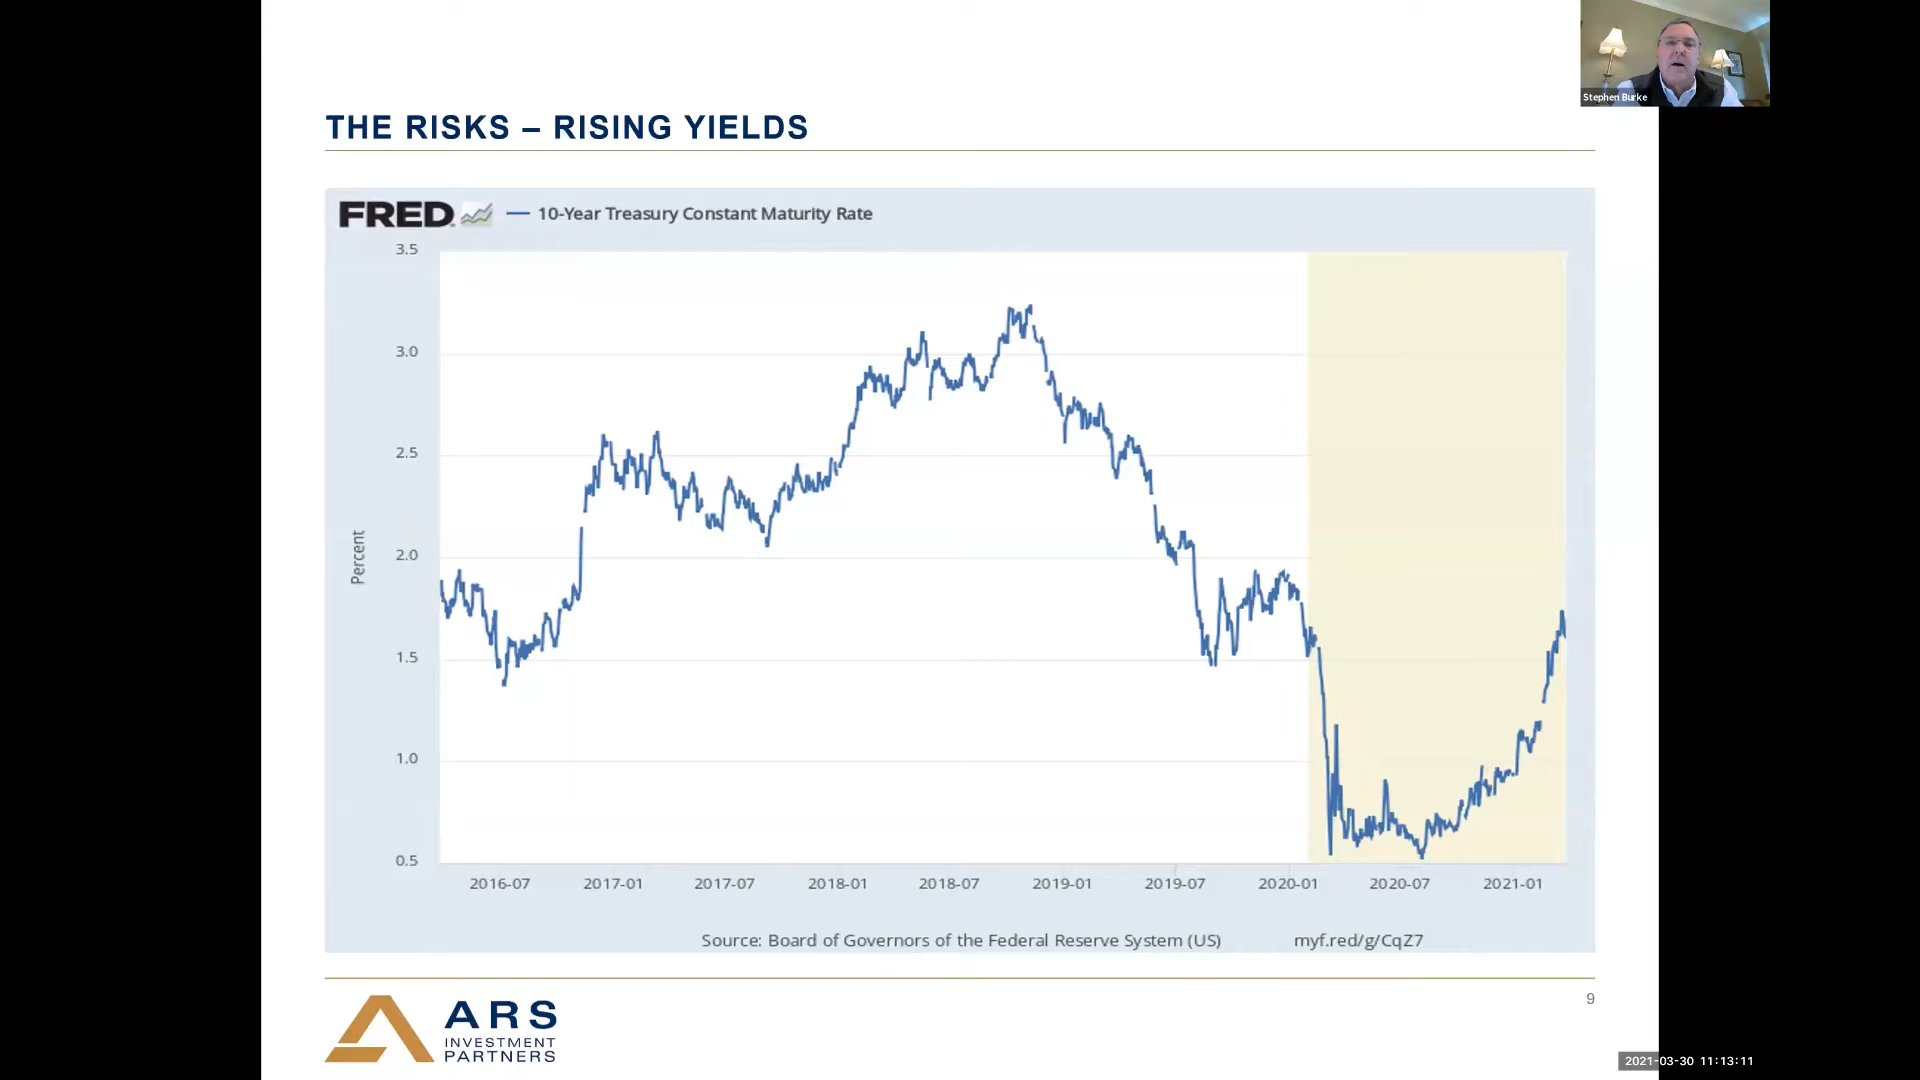 Stephen Burke
THE RISKS – RISING YIELDS
FRED
10-Year Treasury Constant Maturity Rate
3.5
3.0
2.5
2.0
1.5
1.0
0.5
Percent
2016-07 2017-01 2017-07 2018-01 2018-07 2019-01 2019-07 2020-01 2020-07 2021-01
Source: Board of Governors of the Federal Reserve System (US) myf.red/g/CqZ7
9
ARS
INVESTMENT
PARTNERS
2021-03-30 11:13:11